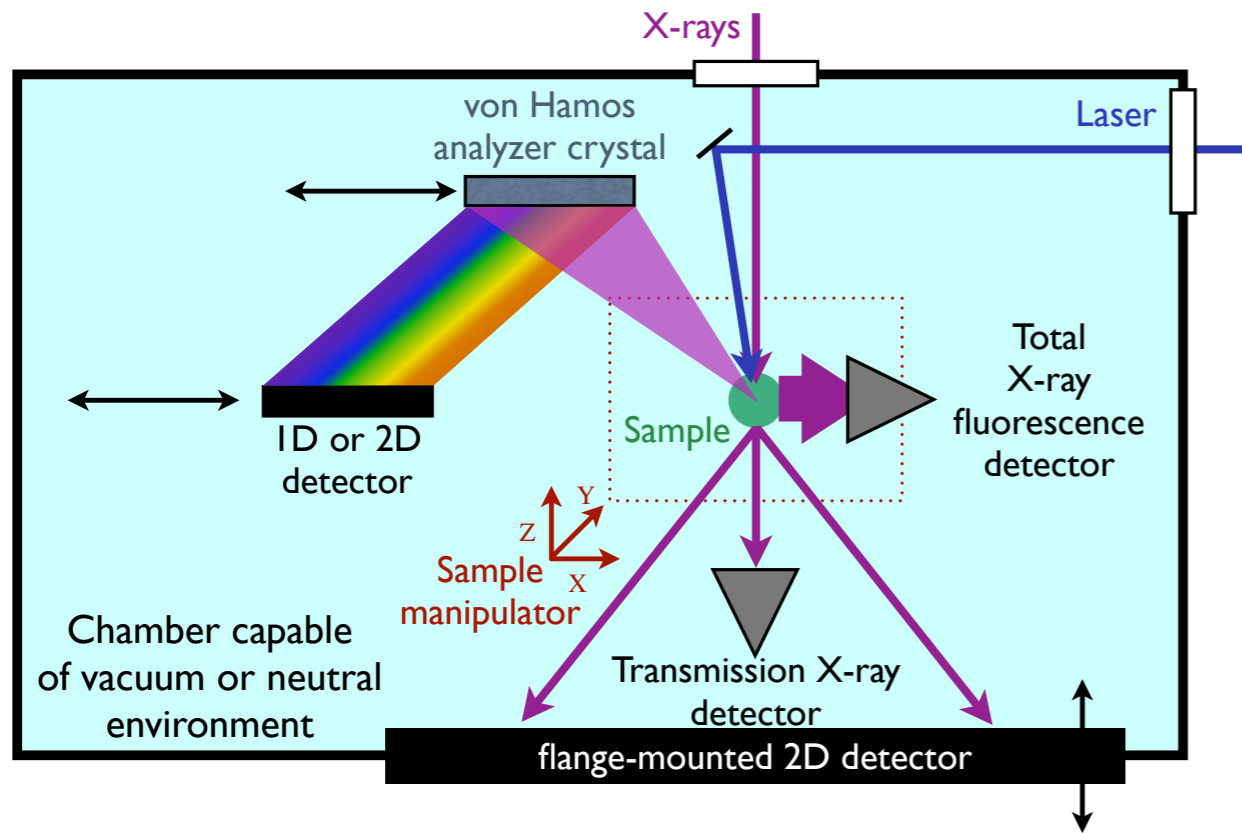 X-rays
von Hamos
analyzer crystal
Laser
Total
X-ray
fluorescence
detector
Sample
1D or 2D
detector
Z
Y
X
Sample
manipulator
Chamber capable
of vacuum or neutral
environment
Transmission X-ray
detector
flange-mounted 2D detector